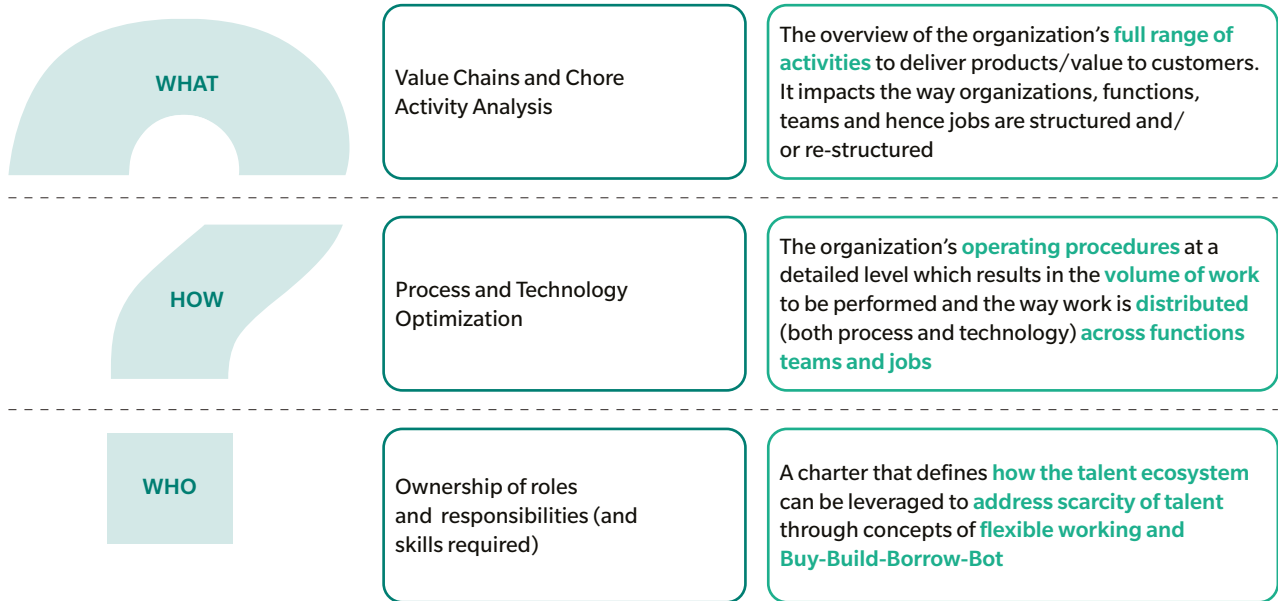 WHAT
Value Chains and Chore
Activity Analysis
The overview of the organization’s full range of
activities to deliver products/value to customers.
It impacts the way organizations, functions,
teams and hence jobs are structured and/
or re-structured
HOW
Process and Technology
Optimization
The organization’s operating procedures at a
detailed level which results in the volume of work
to be performed and the way work is distributed
(both process and technology) across functions
teams and jobs
WHO
Ownership of roles
and responsibilities (and
skills required)
A charter that defines how the talent ecosystem
can be leveraged to address scarcity of talent
through concepts of flexible working and
Buy-Build-Borrow-Bot